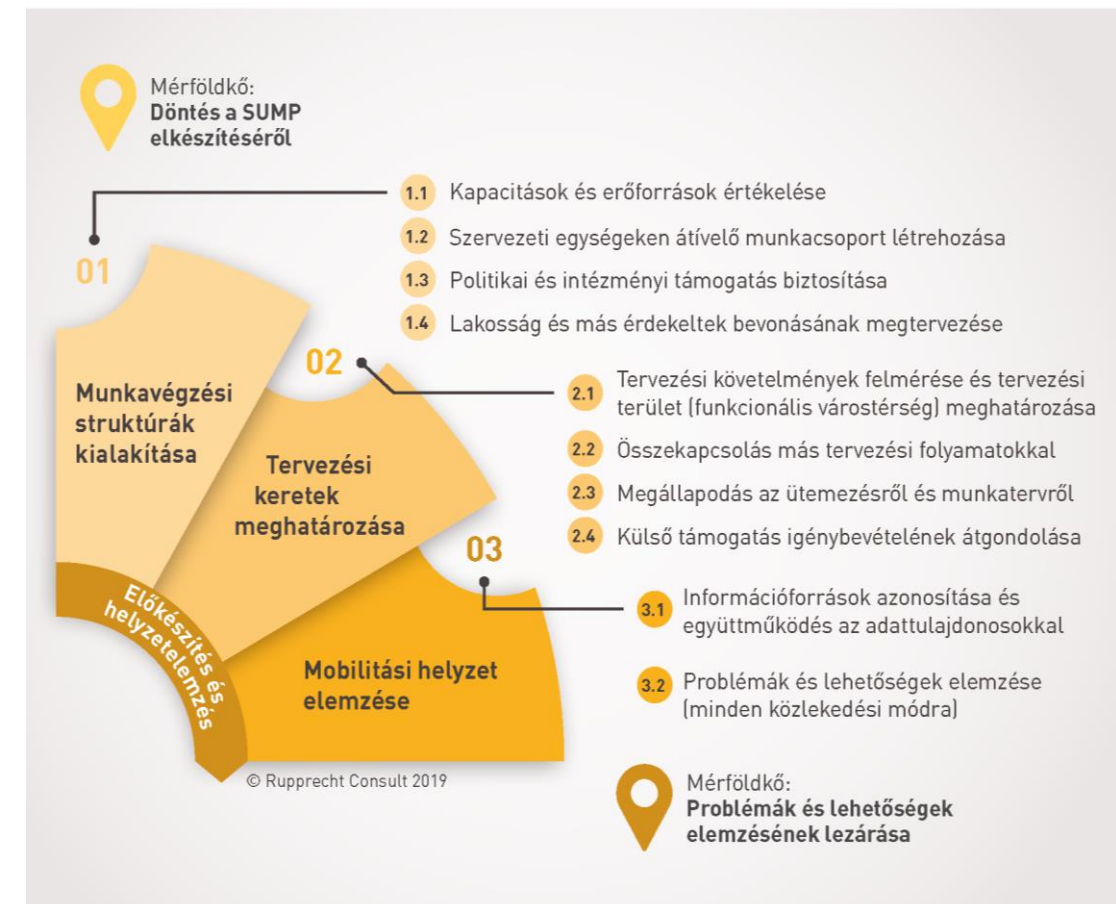 Mérföldkő:
Döntés a SUMP
elkészítéséről
01
1.1 Kapacitások és erőforrások értékelése
1.2 Szervezeti egységeken átívelő munkacsoport létrehozása
1.3 Politikai és intézményi támogatás biztosítása
1.4 Lakosság és más érdekeltek bevonásának megtervezése
Munkavégzési
struktúrák
kialakítása
02
2.1 Tervezési követelmények felmérése és tervezési
terület (funkcionális várostérség) meghatározása
2.2 Összekapcsolás más tervezési folyamatokkal
2.3 Megállapodás az ütemezésről és munkatervről
2.4 Külső támogatás igénybevételének átgondolása
Tervezési
keretek
meghatározása
03
3.1 Információforrások azonosítása és
együttműködés az adattulajdonosokkal
3.2 Problémák és lehetőségek elemzése
(minden közlekedési módra)
Mobilitási helyzet
elemzése
Előkészítés és
helyzetelemzés
© Rupprecht Consult 2019
Mérföldkő:
Problémák és lehetőségek
elemzésének lezárása